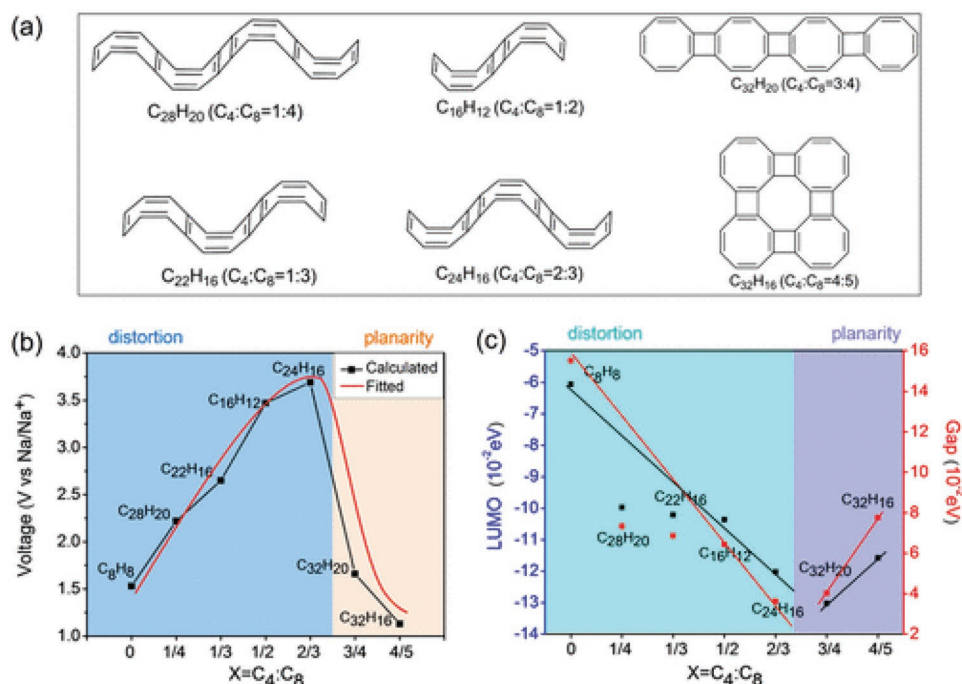 (a)
C28H20 (C4:C8=1:4)
C16H12 (C4:C8=1:2)
C32H20 (C4:C8=3:4)
C22H16 (C4:C8=1:3)
C24H16 (C4:C8=2:3)
C32H16 (C4:C8=4:5)
(b)
distortion
planarity
Voltage (V vs Na/Na+)
4.0
3.5
3.0
2.5
2.0
1.5
1.0
Calculated
Fitted
C8H8
C28H20
C22H16
C16H12
C24H16
C32H20
C32H16
0
1/4
1/3
1/2
2/3
3/4
4/5
X=C4:C8
(c)
distortion
planarity
LUMO (10-2eV)
-5
-6
-7
-8
-9
-10
-11
-12
-13
-14
C8H8
C28H20
C22H16
C16H12
C24H16
C32H20
C32H16
16
14
12
10
8
6
4
2
Gap (10-2eV)
0
1/4
1/3
1/2
2/3
3/4
4/5
X=C4:C8